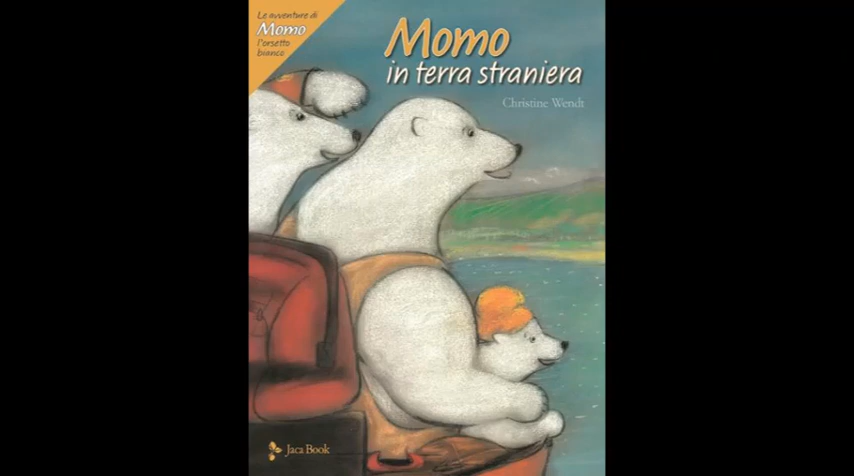 Le avventure di
Momo
l'orsetto
bianco
Momo
in terra straniera
Christine Wendt
Jaca Book